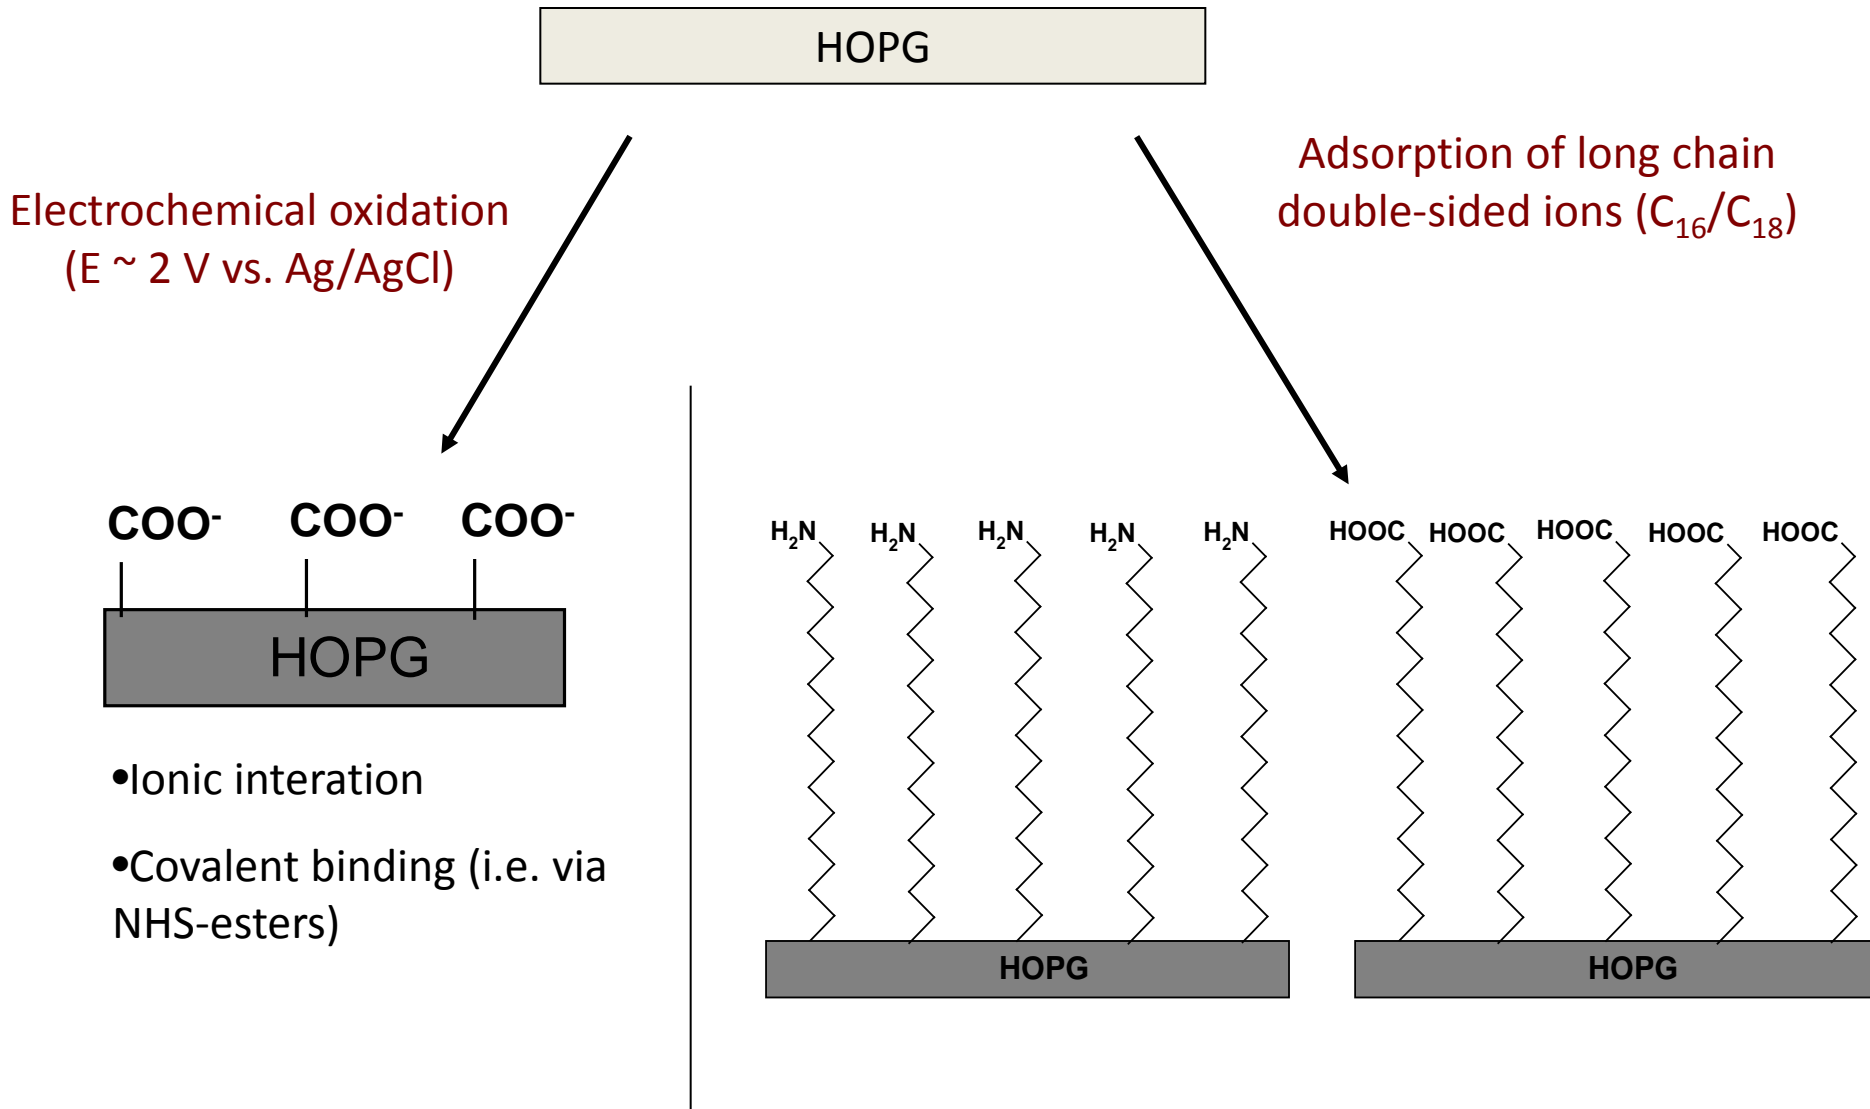 HOPG
Electrochemical oxidation
(E ~ 2 V vs. Ag/AgCl)
Adsorption of long chain
double-sided ions (C₁₆/C₁₈)
COO⁻ COO⁻ COO⁻
HOPG
•Ionic interation
•Covalent binding (i.e. via
NHS-esters)
H₂N H₂N H₂N H₂N H₂N
HOPG
HOOC HOOC HOOC HOOC HOOC
HOPG